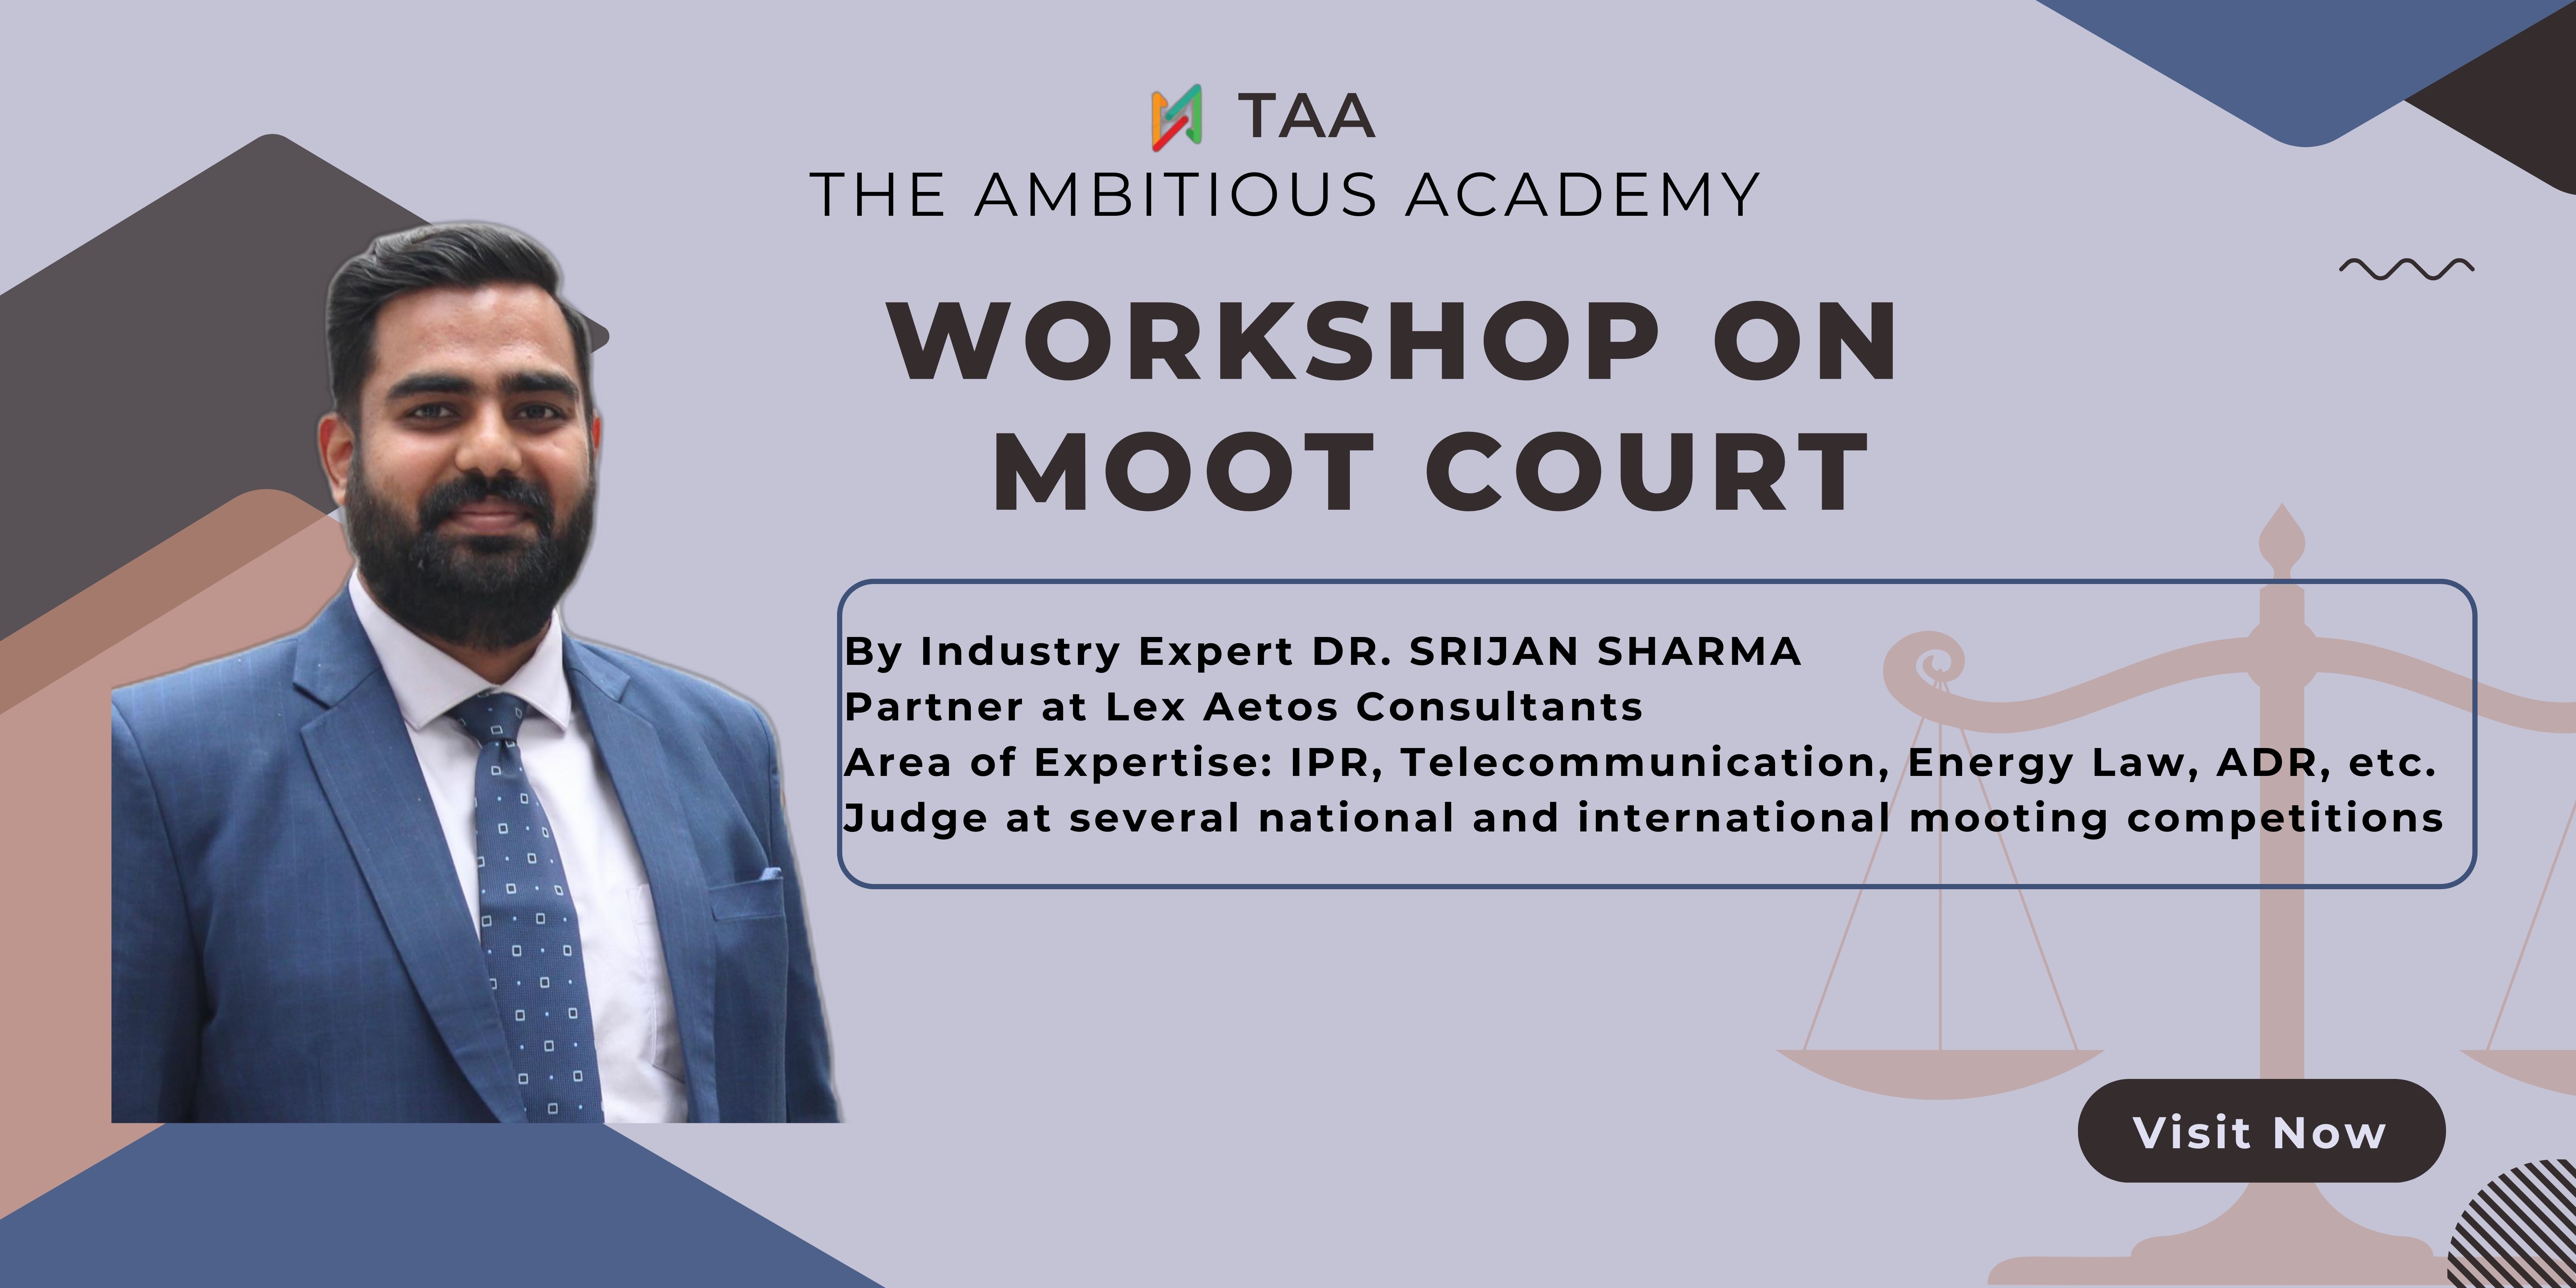 TAA
THE AMBITIOUS ACADEMY
WORKSHOP ON
MOOT COURT
By Industry Expert DR. SRIJAN SHARMA
Partner at Lex Aetos Consultants
Area of Expertise: IPR, Telecommunication, Energy Law, ADR, etc.
Judge at several national and international mooting competitions
Visit Now